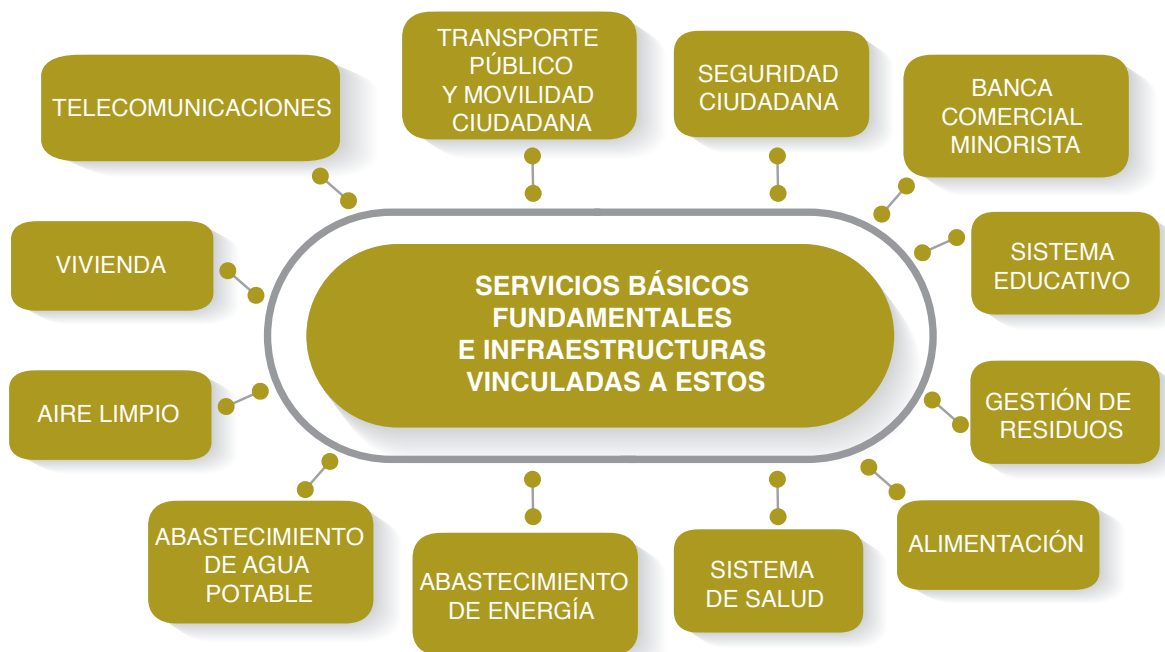 TRANSPORTE
PÚBLICO
Y MOVILIDAD
CIUDADANA
SEGURIDAD
CIUDADANA
BANCA
COMERCIAL
MINORISTA
TELECOMUNICACIONES
VIVIENDA
SISTEMA
EDUCATIVO
SERVICIOS BÁSICOS
FUNDAMENTALES
E INFRAESTRUCTURAS
VINCULADAS A ESTOS
AIRE LIMPIO
GESTIÓN DE
RESIDUOS
ABASTECIMIENTO
DE AGUA
POTABLE
ABASTECIMIENTO
DE ENERGÍA
SISTEMA
DE SALUD
ALIMENTACIÓN